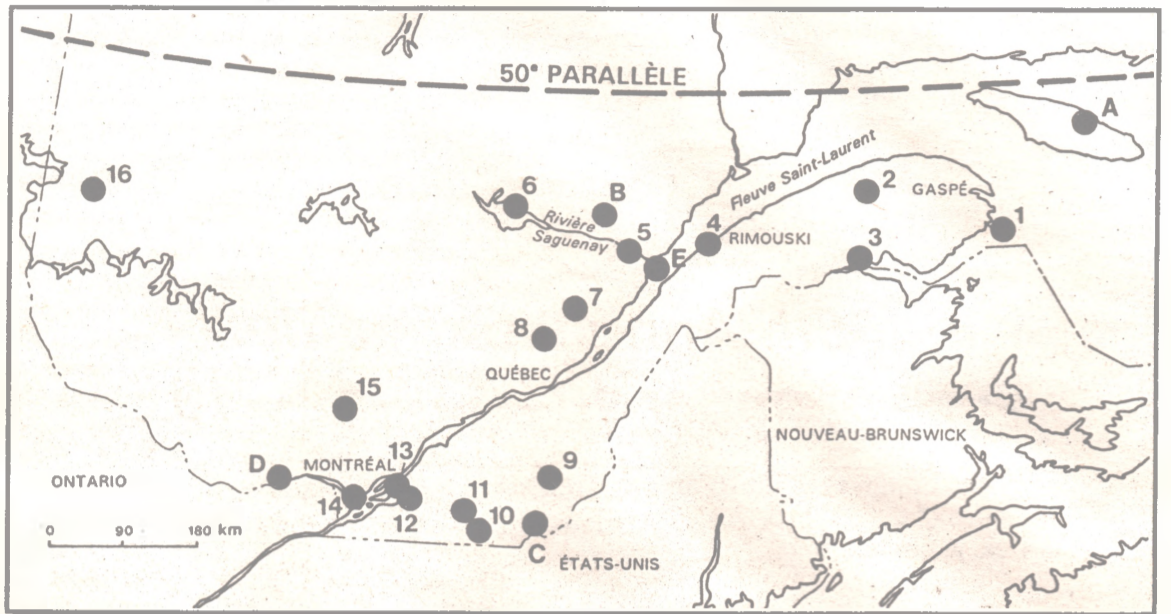 50° PARALLÈLE
A
Fleuve Saint-Laurent
16
6
B
2
GASPÉ
1
Rivière
Saguenay
5
4
RIMOUSKI
3
E
7
8
QUÉBEC
15
NOUVEAU-BRUNSWICK
D
MONTRÉAL
13
9
ONTARIO
14
12
11
10
C
0 90 180 km
ÉTATS-UNIS